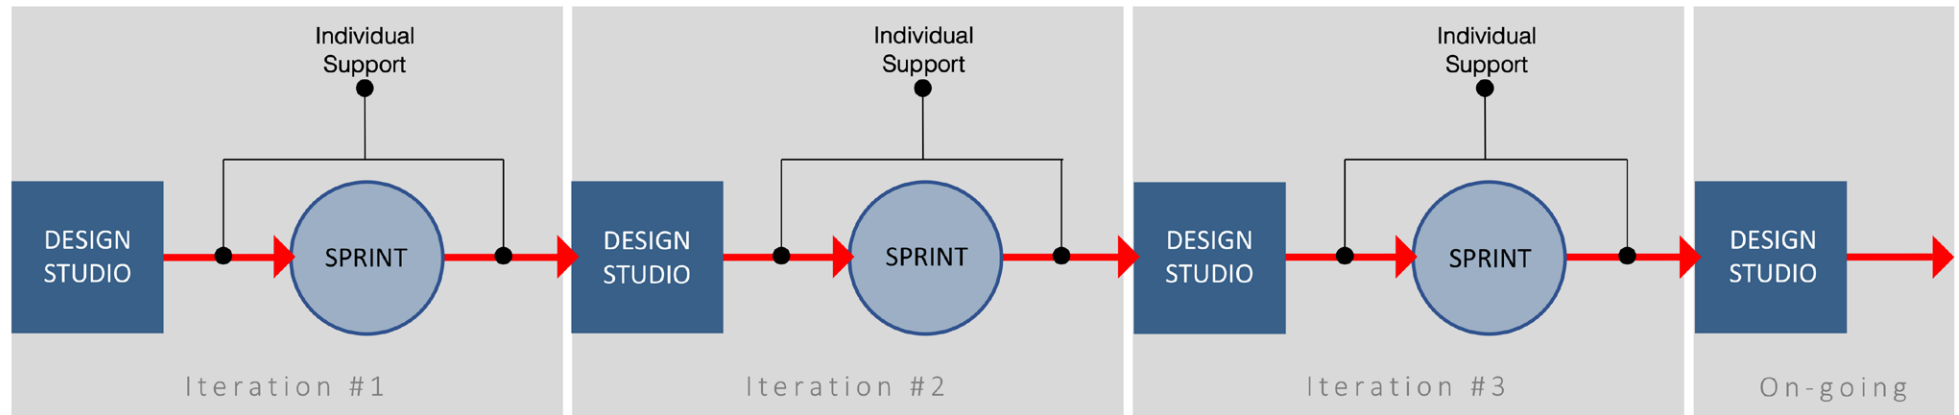 Individual
Support
DESIGN
STUDIO
SPRINT
Iteration #1
Individual
Support
DESIGN
STUDIO
SPRINT
Iteration #2
Individual
Support
DESIGN
STUDIO
SPRINT
Iteration #3
DESIGN
STUDIO
On-going